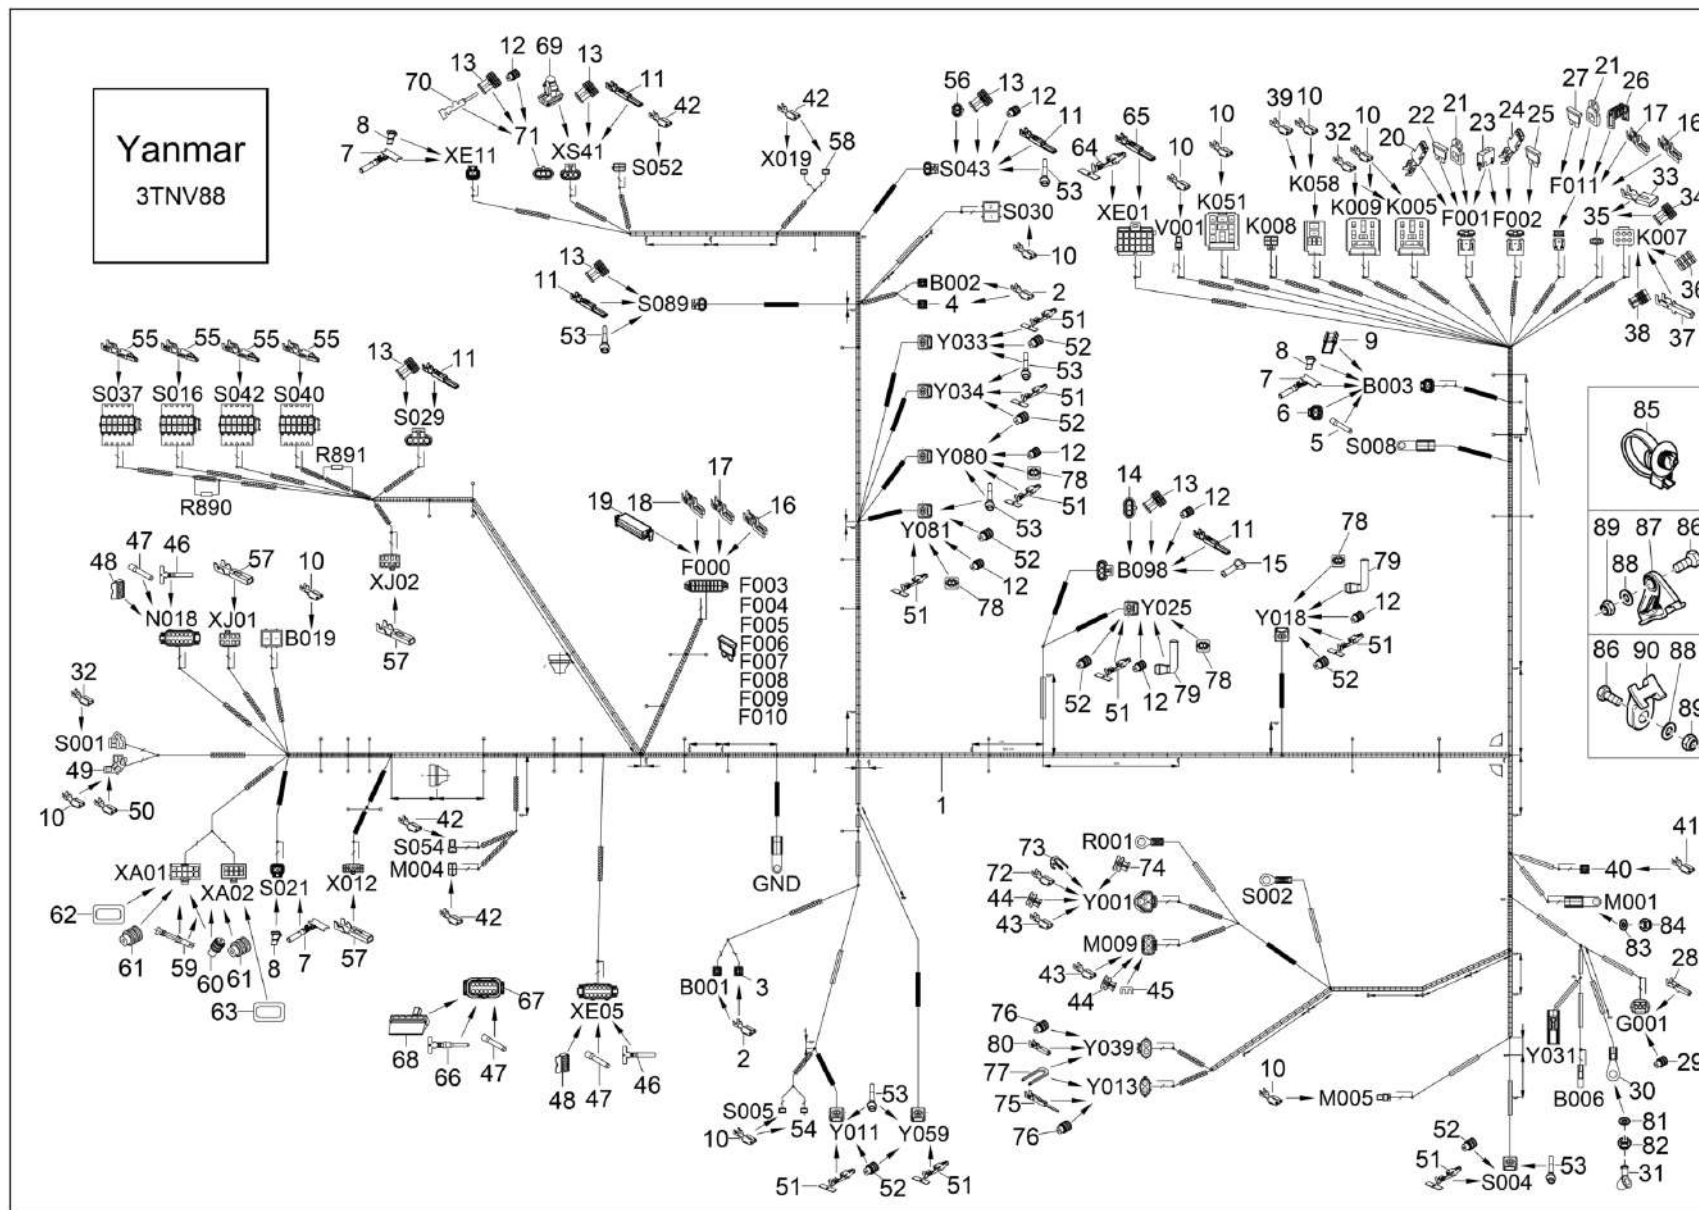 Yanmar
3TNV88
70 13 12 69 13 11 42
8 7 XE11 71 XS41 S052
42 X019 58
56 13 12 11 S043 53
64 65 10 10 39 10 32 10 20 22 21 23 24 25 27 21 26 17 16
XE01 V001 K051 K008 K058 K009 K005 F001 F002 F011 35 33 34 K007 36 37 38
S030 10
13 11 S089 53
B002 4 2
55 55 55 55 13 11
S037 S016 S042 S040 S029
R891
R890
51 Y033 52 53
Y034 51 52
Y080 12 78 51
Y081 53 52 12 78 51
8 9 7 B003 6 5 S008
85
19 18 17 16
F000
F003
F004
F005
F006
F007
F008
F009
F010
14 13 12 11 B098 15
78 79 Y018 12 51 52
Y025 52 51 12 79 78
89 88 87 86
86 90 88 89
48 47 46 57 10
N018 XJ01 B019
XJ02 57
32 S001 49 10 50
1
XA01 XA02 S021 X012
62 61 59 60 61 63 8 7 57
42 S054 M004 42
GND
68 66 67 47
XE05 48 47 46
B001 3 2
S005 10 54 Y011 53 Y059 51 52 51
R001 S002
73 72 74 44 Y001 43
M009 43 44 45
76 80 Y039 77 Y013 75 76
10 M005
41 40 M001 84 83
28 G001 29
Y031 B006 30 81 82 31
52 51 S004 53